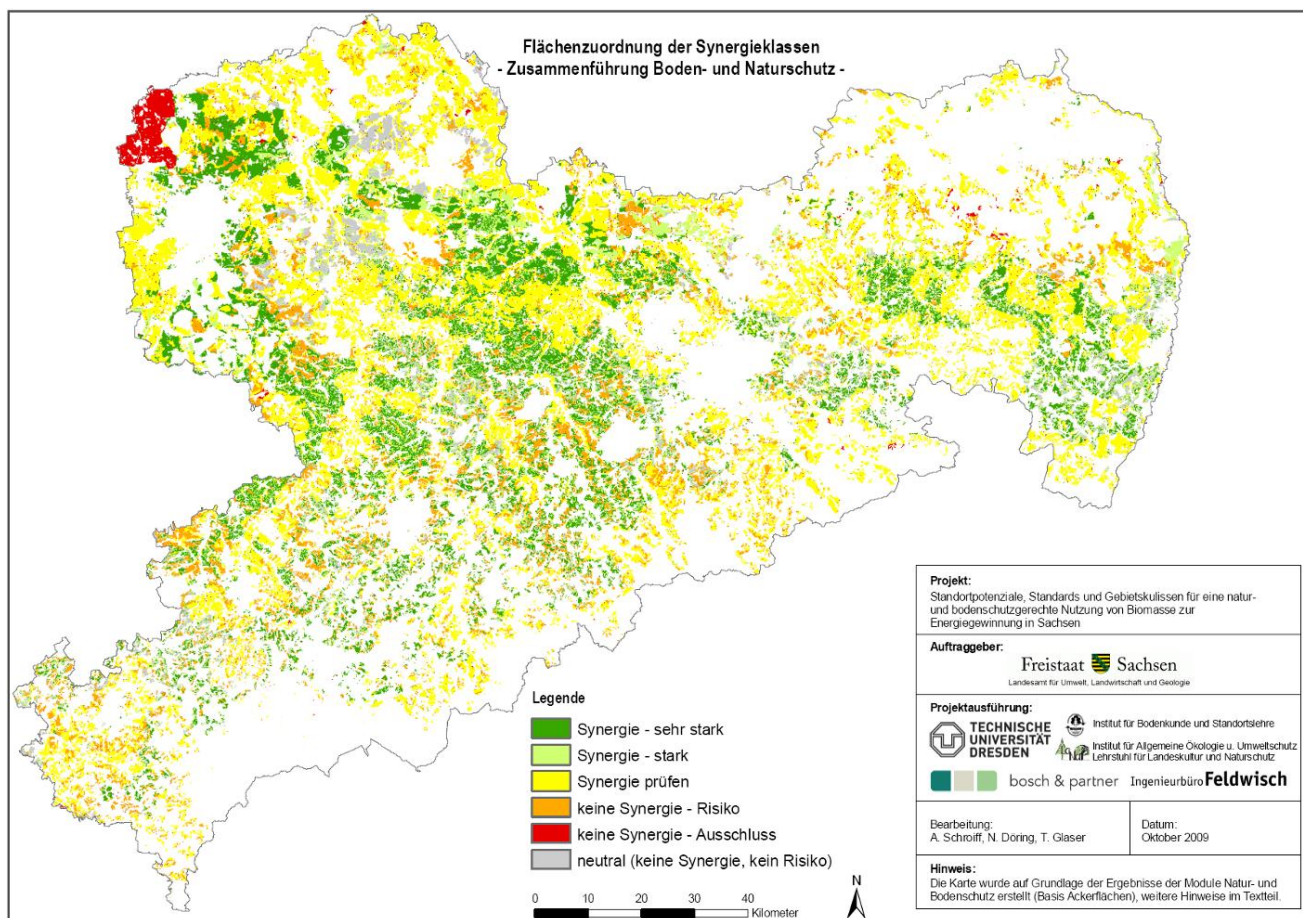 Flächenzuordnung der Synergieklassen
- Zusammenführung Boden- und Naturschutz -
Legende
Synergie - sehr stark
Synergie - stark
Synergie prüfen
keine Synergie - Risiko
keine Synergie - Ausschluss
neutral (keine Synergie, kein Risiko)
0 10 20 30 40
Kilometer
N
Projekt:
Standortpotenziale, Standards und Gebietskulissen für eine natur-
und bodenschutzgerechte Nutzung von Biomasse zur
Energiegewinnung in Sachsen
Auftraggeber:
Freistaat Sachsen
Landesamt für Umwelt, Landwirtschaft und Geologie
Projektausführung:
TECHNISCHE
UNIVERSITÄT
DRESDEN
Institut für Bodenkunde und Standortslehre
Institut für Allgemeine Ökologie u. Umweltschutz
Lehrstuhl für Landeskultur und Naturschutz
bosch & partner
Ingenieurbüro Feldwisch
Bearbeitung:
A. Schroiff, N. Döring, T. Glaser
Datum:
Oktober 2009
Hinweis:
Die Karte wurde auf Grundlage der Ergebnisse der Module Natur- und
Bodenschutz erstellt (Basis Ackerflächen), weitere Hinweise im Textteil.